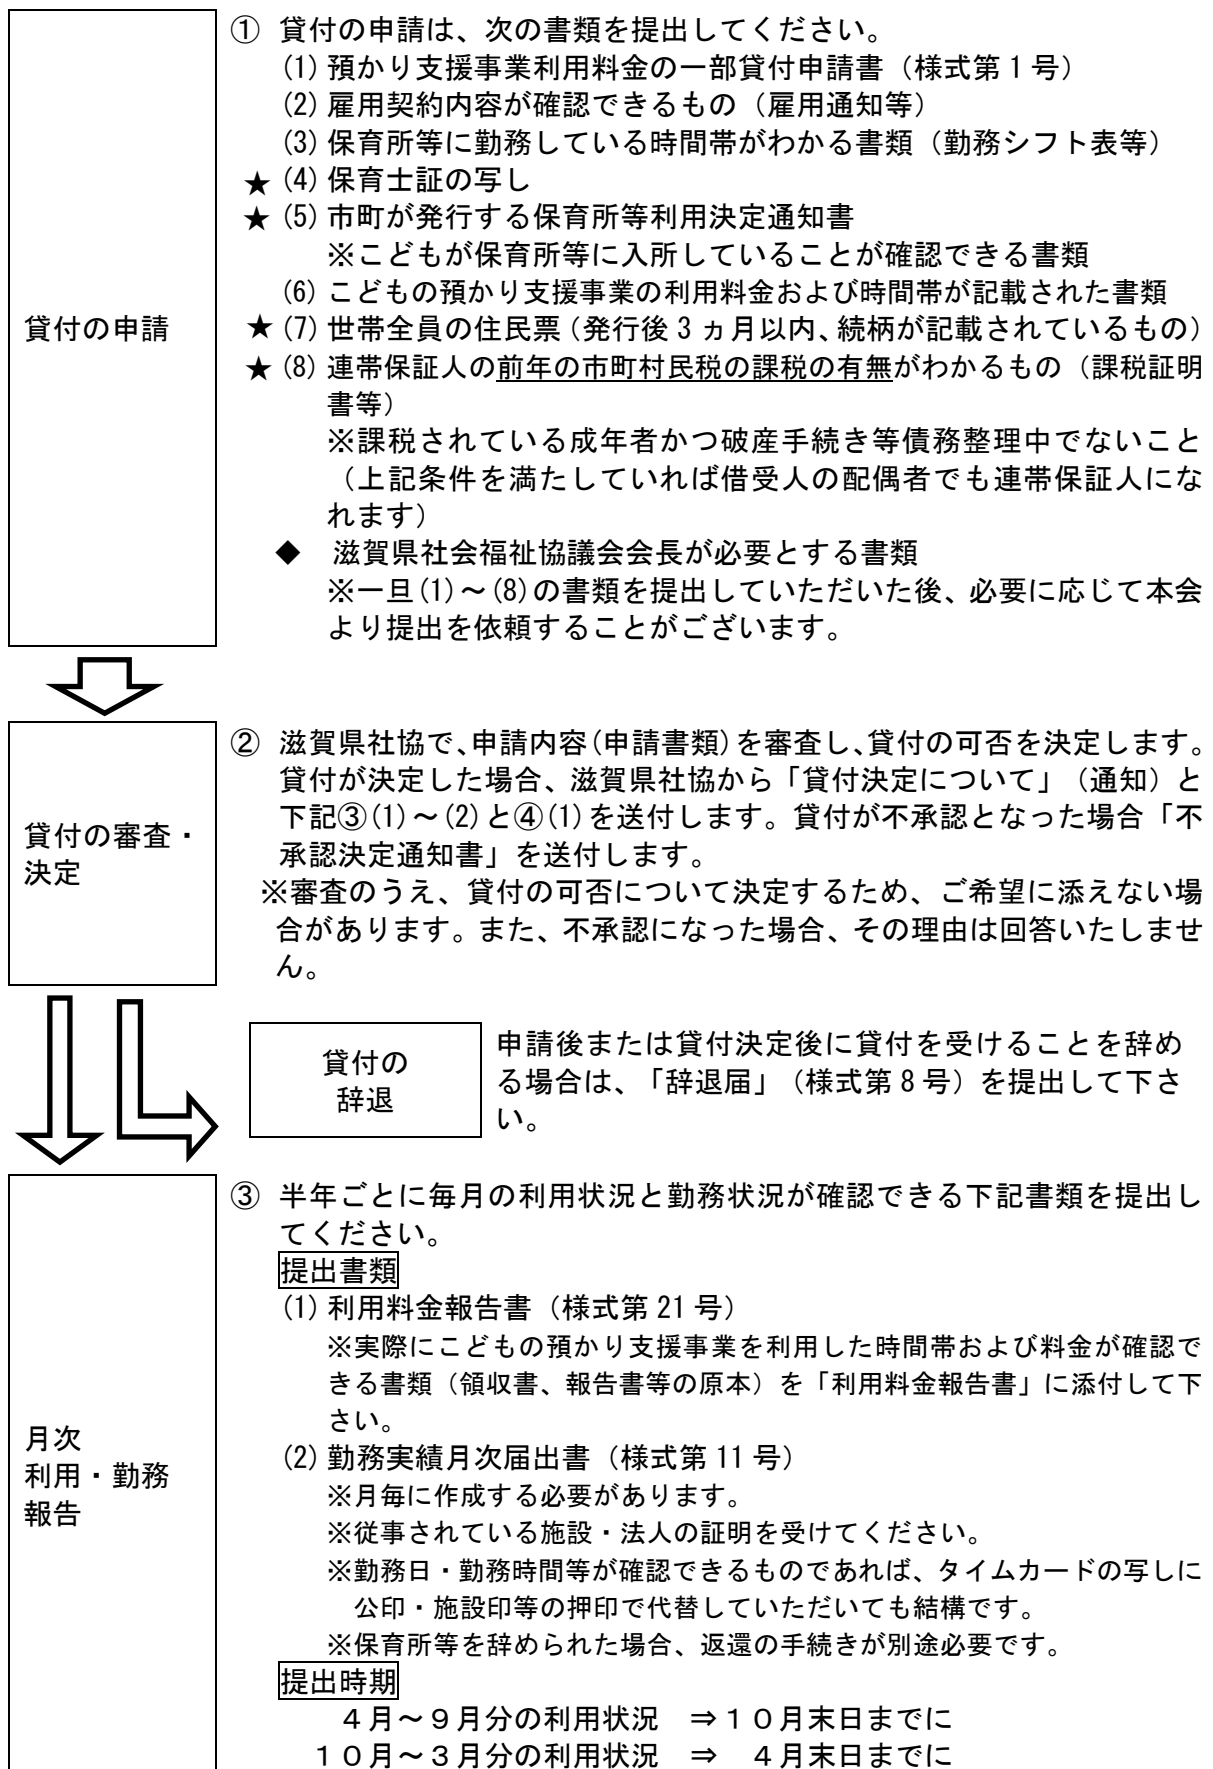 貸付の申請
① 貸付の申請は、次の書類を提出してください。
(1) 預かり支援事業利用料金の一部貸付申請書（様式第1号）
(2) 雇用契約内容が確認できるもの（雇用通知等）
(3) 保育所等に勤務している時間帯がわかる書類（勤務シフト表等）
★ (4) 保育士証の写し
★ (5) 市町が発行する保育所等利用決定通知書
※こどもが保育所等に入所していることが確認できる書類
(6) こどもの預かり支援事業の利用料金および時間帯が記載された書類
★ (7) 世帯全員の住民票（発行後3ヵ月以内、続柄が記載されているもの）
★ (8) 連帯保証人の前年の市町村民税の課税の有無がわかるもの（課税証明
書等）
※課税されている成年者かつ破産手続き等債務整理中でないこと
（上記条件を満たしていれば借受人の配偶者でも連帯保証人にな
れます）
◆ 滋賀県社会福祉協議会会長が必要とする書類
※一旦(1)～(8)の書類を提出していただいた後、必要に応じて本会
より提出を依頼することがございます。
貸付の審査・
決定
② 滋賀県社協で、申請内容(申請書類)を審査し、貸付の可否を決定します。
貸付が決定した場合、滋賀県社協から「貸付決定について」（通知）と
下記③(1)～(2)と④(1)を送付します。貸付が不承認となった場合「不
承認決定通知書」を送付します。
※審査のうえ、貸付の可否について決定するため、ご希望に添えない場
合があります。また、不承認になった場合、その理由は回答いたしませ
ん。
貸付の
辞退
申請後または貸付決定後に貸付を受けることを辞め
る場合は、「辞退届」（様式第8号）を提出して下さ
い。
月次
利用・勤務
報告
③ 半年ごとに毎月の利用状況と勤務状況が確認できる下記書類を提出し
てください。
提出書類
(1) 利用料金報告書（様式第21号）
※実際にこどもの預かり支援事業を利用した時間帯および料金が確認で
きる書類（領収書、報告書等の原本）を「利用料金報告書」に添付して下
さい。
(2) 勤務実績月次届出書（様式第11号）
※月毎に作成する必要があります。
※従事されている施設・法人の証明を受けてください。
※勤務日・勤務時間等が確認できるものであれば、タイムカードの写しに
公印・施設印等の押印で代替していただいても結構です。
※保育所等を辞められた場合、返還の手続きが別途必要です。
提出時期
４月～９月分の利用状況 ⇒１０月末日までに
１０月～３月分の利用状況 ⇒ ４月末日までに